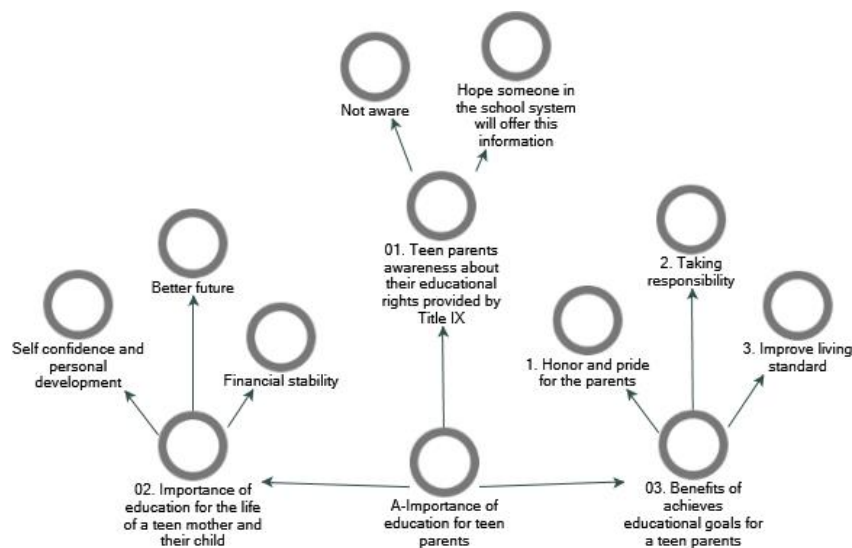 Not aware
Hope someone in
the school system
will offer this
information
01. Teen parents
awareness about
their educational
rights provided by
Title IX
Better future
Self confidence and
personal
development
Financial stability
2. Taking
responsibility
1. Honor and pride
for the parents
3. Improve living
standard
02. Importance of
education for the life
of a teen mother and
their child
A-Importance of
education for teen
parents
03. Benefits of
achieves
educational goals for
a teen parents